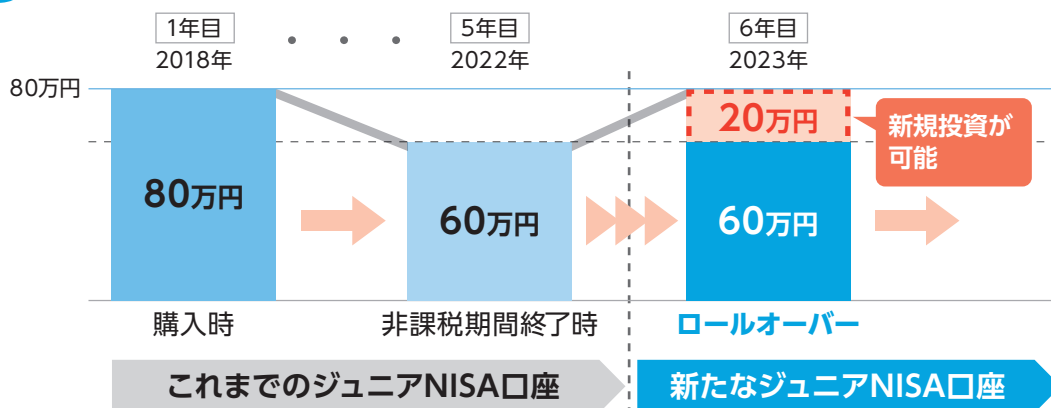 1年目
2018年
・・・
5年目
2022年
6年目
2023年
80万円
80万円
60万円
20万円
60万円
新規投資が
可能
購入時
非課税期間終了時
ロールオーバー
これまでのジュニアNISA口座
新たなジュニアNISA口座